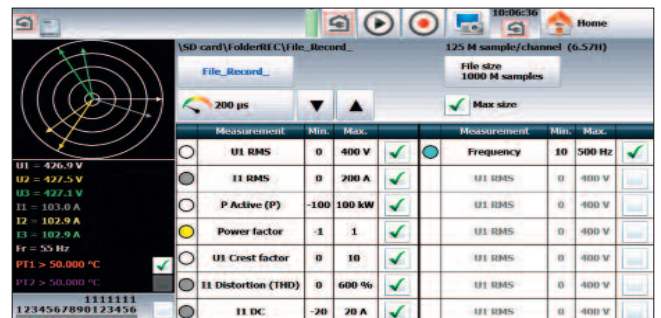 10:06:36
Home
\SD card\FolderREC\File_Record_
125 M sample/channel (6.57H)
File_Record_
File size
1000 M samples
200 µs
Max size
Measurement Min. Max.
Measurement Min. Max.
U1 RMS 0 400 V
Frequency 10 500 Hz
I1 RMS 0 200 A
U1 RMS 0 400 V
P Active (P) -100 100 kW
U1 RMS 0 400 V
Power factor -1 1
U1 RMS 0 400 V
U1 Crest factor 0 10
U1 RMS 0 400 V
I1 Distortion (THD) 0 600 %
U1 RMS 0 400 V
I1 DC -20 20 A
U1 RMS 0 400 V
U1 = 426.9 V
U2 = 427.5 V
U3 = 427.1 V
I1 = 103.0 A
I2 = 102.9 A
I3 = 102.9 A
Fr = 55 Hz
PT1 > 50.000 °C
PT2 > 50.000 °C
1111111
1234567890123456